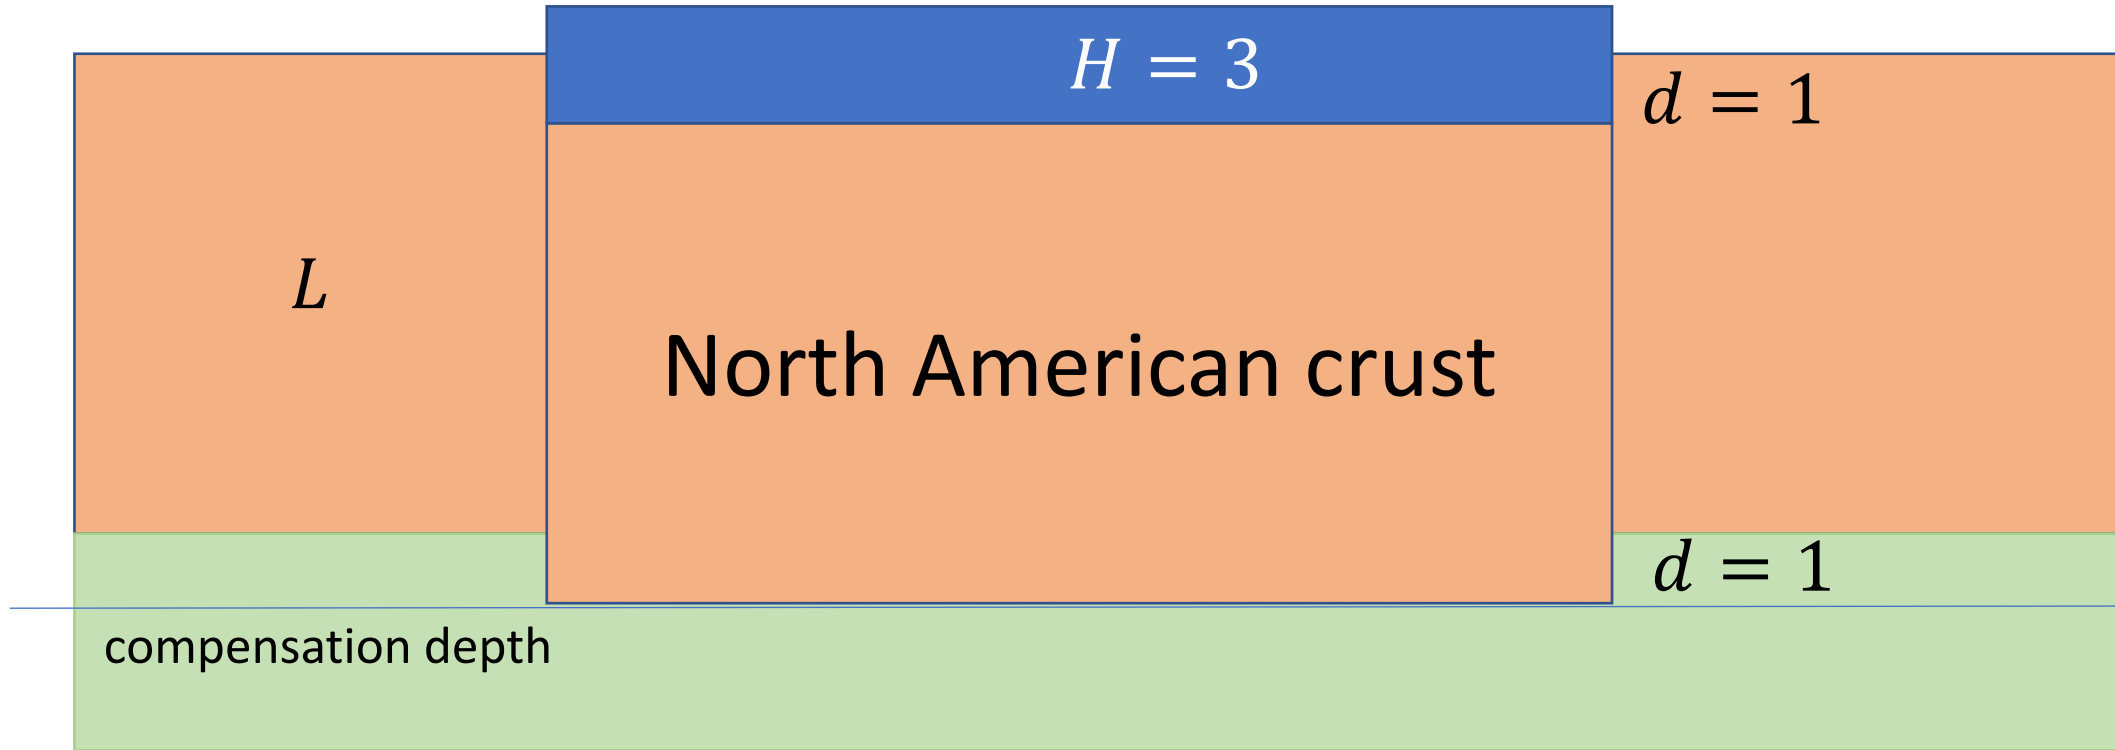 H = 3
d = 1
L
North American crust
d = 1
compensation depth